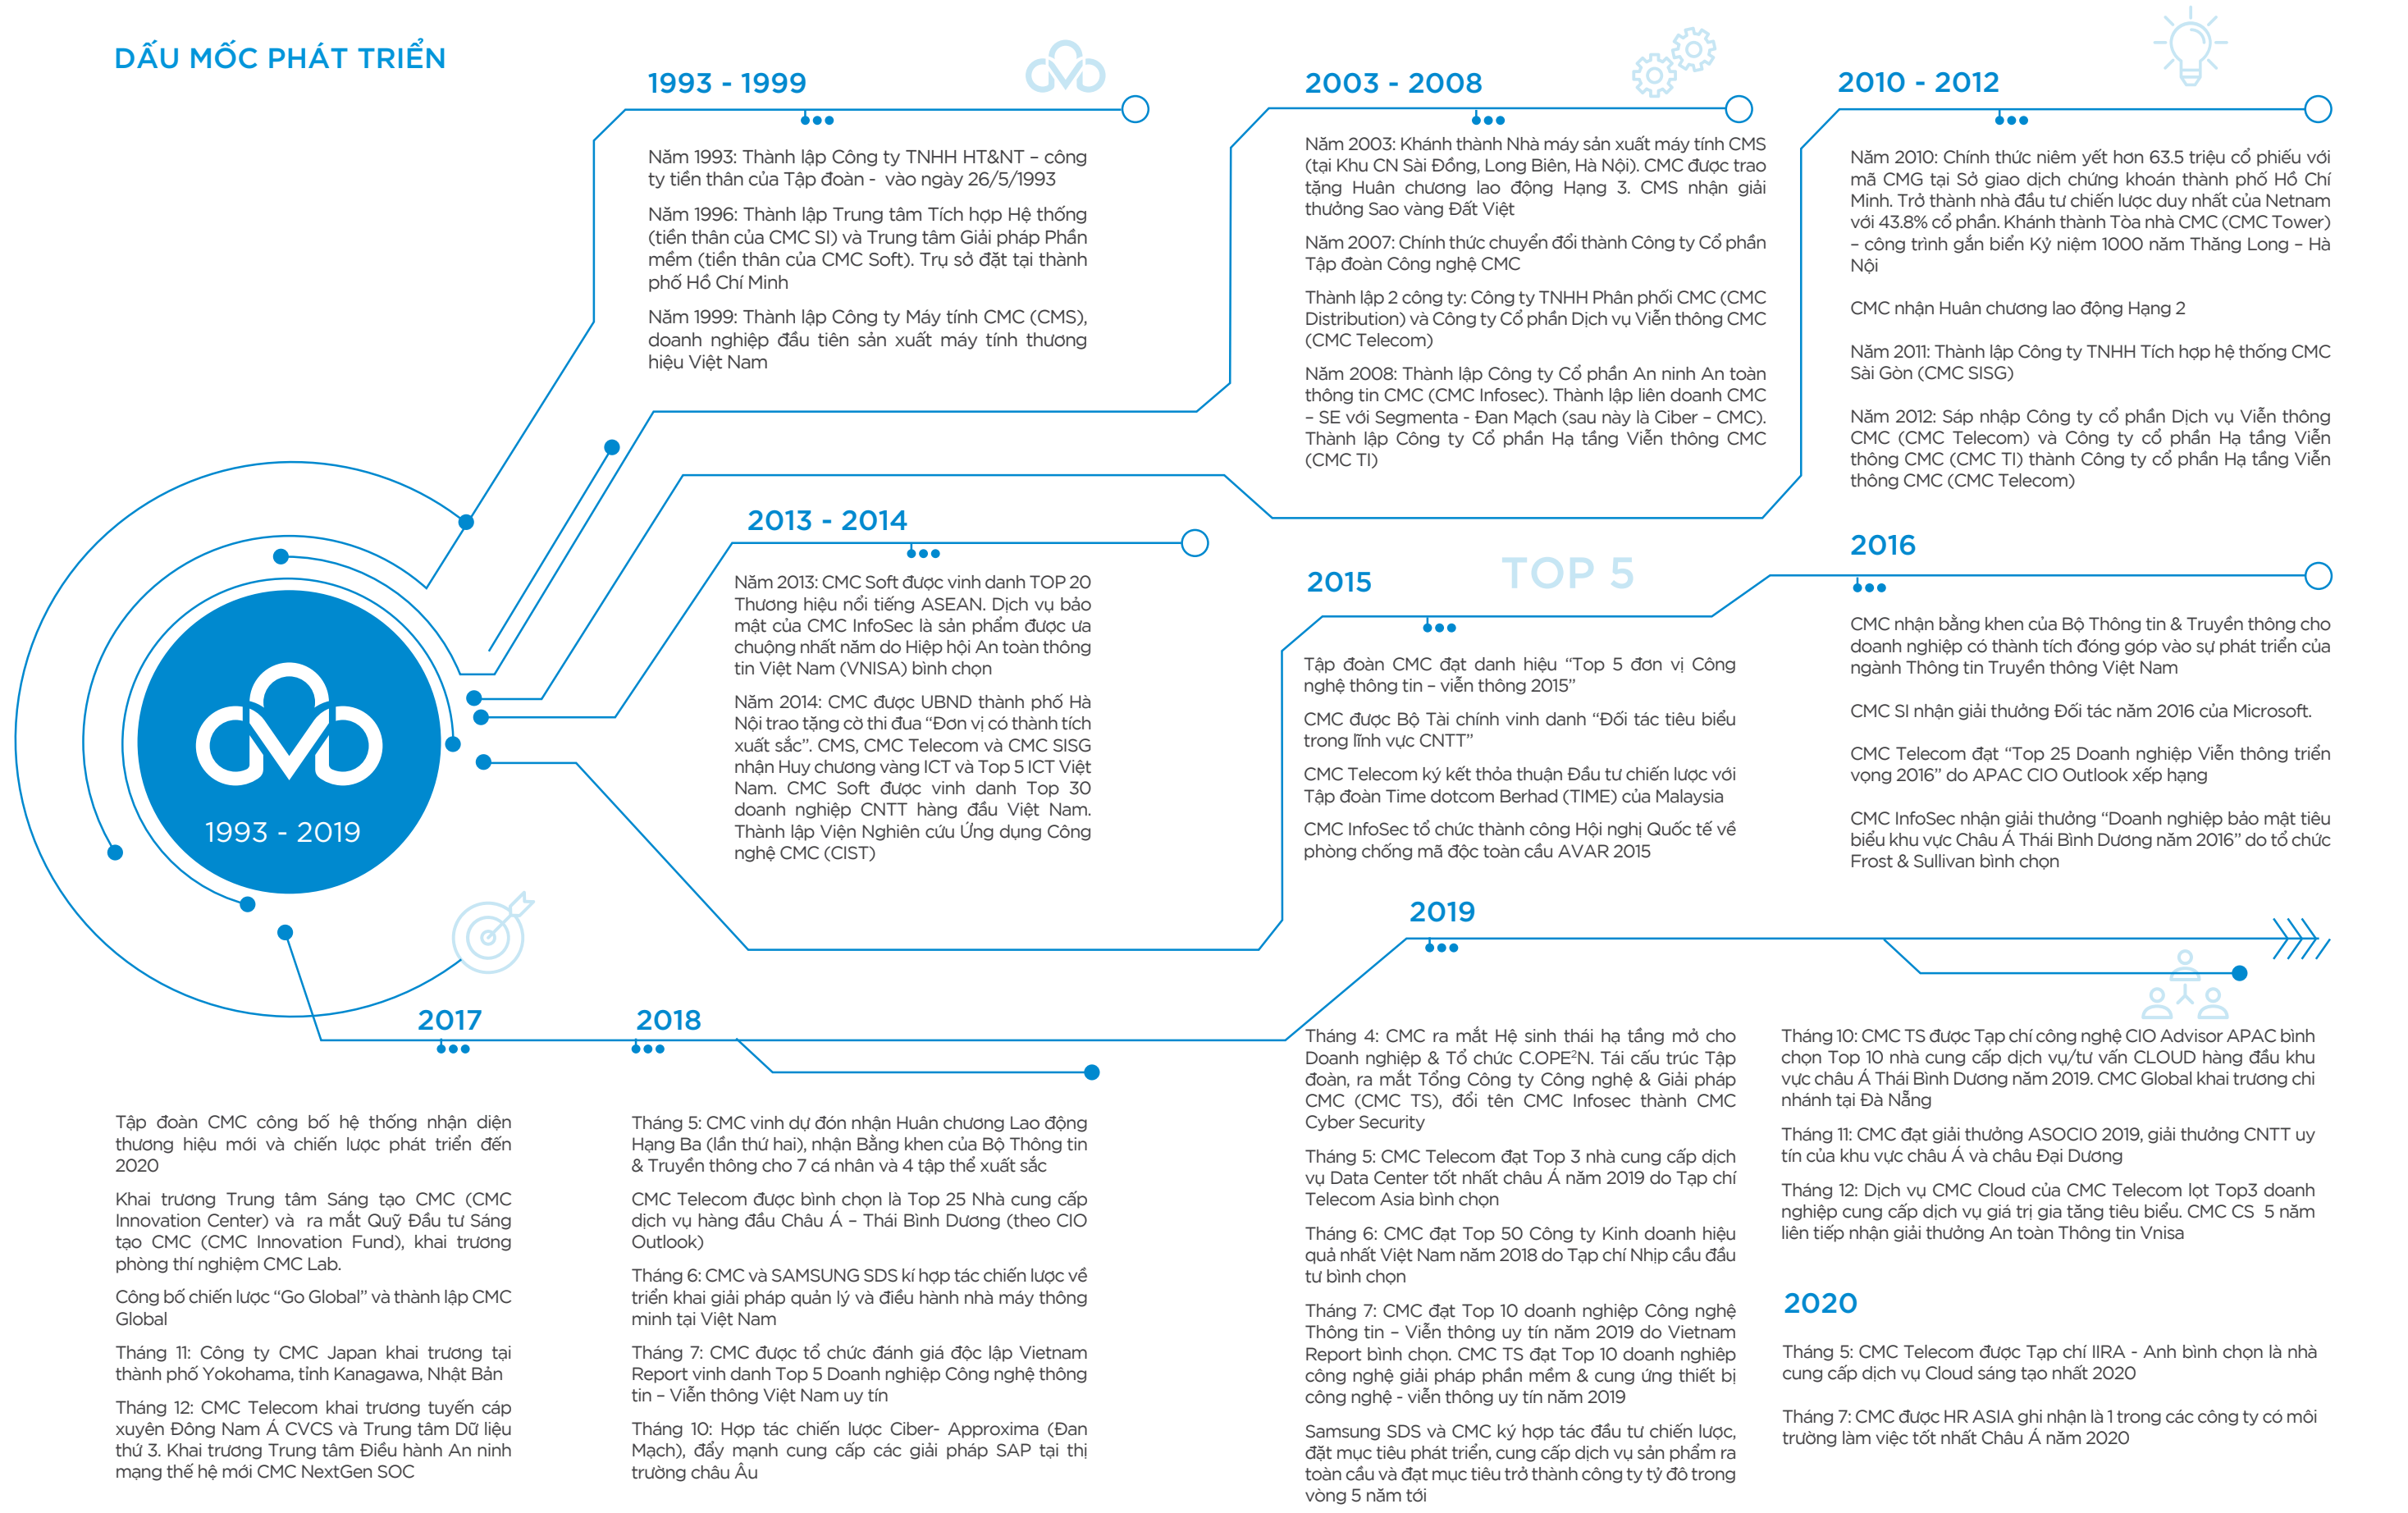 DẤU MỐC PHÁT TRIỂN
1993 - 1999
Năm 1993: Thành lập Công ty TNHH HT&NT – công
ty tiền thân của Tập đoàn - vào ngày 26/5/1993
Năm 1996: Thành lập Trung tâm Tích hợp Hệ thống
(tiền thân của CMC SI) và Trung tâm Giải pháp Phần
mềm (tiền thân của CMC Soft). Trụ sở đặt tại thành
phố Hồ Chí Minh
Năm 1999: Thành lập Công ty Máy tính CMC (CMS),
doanh nghiệp đầu tiên sản xuất máy tính thương
hiệu Việt Nam
2003 - 2008
Năm 2003: Khánh thành Nhà máy sản xuất máy tính CMS
(tại Khu CN Sài Đồng, Long Biên, Hà Nội). CMC được trao
tặng Huân chương lao động Hạng 3. CMS nhận giải
thưởng Sao vàng Đất Việt
Năm 2007: Chính thức chuyển đổi thành Công ty Cổ phần
Tập đoàn Công nghệ CMC
Thành lập 2 công ty: Công ty TNHH Phân phối CMC (CMC
Distribution) và Công ty Cổ phần Dịch vụ Viễn thông CMC
(CMC Telecom)
Năm 2008: Thành lập Công ty Cổ phần An ninh An toàn
thông tin CMC (CMC Infosec). Thành lập liên doanh CMC
– SE với Segmenta - Đan Mạch (sau này là Ciber – CMC).
Thành lập Công ty Cổ phần Hạ tầng Viễn thông CMC
(CMC TI)
2010 - 2012
Năm 2010: Chính thức niêm yết hơn 63.5 triệu cổ phiếu với
mã CMG tại Sở giao dịch chứng khoán thành phố Hồ Chí
Minh. Trở thành nhà đầu tư chiến lược duy nhất của Netnam
với 43.8% cổ phần. Khánh thành Tòa nhà CMC (CMC Tower)
– công trình gắn biển Kỷ niệm 1000 năm Thăng Long – Hà
Nội
CMC nhận Huân chương lao động Hạng 2
Năm 2011: Thành lập Công ty TNHH Tích hợp hệ thống CMC
Sài Gòn (CMC SISG)
Năm 2012: Sáp nhập Công ty cổ phần Dịch vụ Viễn thông
CMC (CMC Telecom) và Công ty cổ phần Hạ tầng Viễn
thông CMC (CMC TI) thành Công ty cổ phần Hạ tầng Viễn
thông CMC (CMC Telecom)
1993 - 2019
2013 - 2014
Năm 2013: CMC Soft được vinh danh TOP 20
Thương hiệu nổi tiếng ASEAN. Dịch vụ bảo
mật của CMC InfoSec là sản phẩm được ưa
chuộng nhất năm do Hiệp hội An toàn thông
tin Việt Nam (VNISA) bình chọn
Năm 2014: CMC được UBND thành phố Hà
Nội trao tặng cờ thi đua “Đơn vị có thành tích
xuất sắc”. CMS, CMC Telecom và CMC SISG
nhận Huy chương vàng ICT và Top 5 ICT Việt
Nam. CMC Soft được vinh danh Top 30
doanh nghiệp CNTT hàng đầu Việt Nam.
Thành lập Viện Nghiên cứu Ứng dụng Công
nghệ CMC (CIST)
2015
TOP 5
Tập đoàn CMC đạt danh hiệu “Top 5 đơn vị Công
nghệ thông tin – viễn thông 2015”
CMC được Bộ Tài chính vinh danh “Đối tác tiêu biểu
trong lĩnh vực CNTT”
CMC Telecom ký kết thỏa thuận Đầu tư chiến lược với
Tập đoàn Time dotcom Berhad (TIME) của Malaysia
CMC InfoSec tổ chức thành công Hội nghị Quốc tế về
phòng chống mã độc toàn cầu AVAR 2015
2016
CMC nhận bằng khen của Bộ Thông tin & Truyền thông cho
doanh nghiệp có thành tích đóng góp vào sự phát triển của
ngành Thông tin Truyền thông Việt Nam
CMC SI nhận giải thưởng Đối tác năm 2016 của Microsoft.
CMC Telecom đạt “Top 25 Doanh nghiệp Viễn thông triển
vọng 2016” do APAC CIO Outlook xếp hạng
CMC InfoSec nhận giải thưởng “Doanh nghiệp bảo mật tiêu
biểu khu vực Châu Á Thái Bình Dương năm 2016” do tổ chức
Frost & Sullivan bình chọn
2017
Tập đoàn CMC công bố hệ thống nhận diện
thương hiệu mới và chiến lược phát triển đến
2020
Khai trương Trung tâm Sáng tạo CMC (CMC
Innovation Center) và ra mắt Quỹ Đầu tư Sáng
tạo CMC (CMC Innovation Fund), khai trương
phòng thí nghiệm CMC Lab.
Công bố chiến lược “Go Global” và thành lập CMC
Global
Tháng 11: Công ty CMC Japan khai trương tại
thành phố Yokohama, tỉnh Kanagawa, Nhật Bản
Tháng 12: CMC Telecom khai trương tuyến cáp
xuyên Đông Nam Á CVCS và Trung tâm Dữ liệu
thứ 3. Khai trương Trung tâm Điều hành An ninh
mạng thế hệ mới CMC NextGen SOC
2018
Tháng 5: CMC vinh dự đón nhận Huân chương Lao động
Hạng Ba (lần thứ hai), nhận Bằng khen của Bộ Thông tin
& Truyền thông cho 7 cá nhân và 4 tập thể xuất sắc
CMC Telecom được bình chọn là Top 25 Nhà cung cấp
dịch vụ hàng đầu Châu Á – Thái Bình Dương (theo CIO
Outlook)
Tháng 6: CMC và SAMSUNG SDS kí hợp tác chiến lược về
triển khai giải pháp quản lý và điều hành nhà máy thông
minh tại Việt Nam
Tháng 7: CMC được tổ chức đánh giá độc lập Vietnam
Report vinh danh Top 5 Doanh nghiệp Công nghệ thông
tin – Viễn thông Việt Nam uy tín
Tháng 10: Hợp tác chiến lược Ciber- Approxima (Đan
Mạch), đẩy mạnh cung cấp các giải pháp SAP tại thị
trường châu Âu
2019
Tháng 4: CMC ra mắt Hệ sinh thái hạ tầng mở cho
Doanh nghiệp & Tổ chức C.OPE²N. Tái cấu trúc Tập
đoàn, ra mắt Tổng Công ty Công nghệ & Giải pháp
CMC (CMC TS), đổi tên CMC Infosec thành CMC
Cyber Security
Tháng 5: CMC Telecom đạt Top 3 nhà cung cấp dịch
vụ Data Center tốt nhất châu Á năm 2019 do Tạp chí
Telecom Asia bình chọn
Tháng 6: CMC đạt Top 50 Công ty Kinh doanh hiệu
quả nhất Việt Nam năm 2018 do Tạp chí Nhịp cầu đầu
tư bình chọn
Tháng 7: CMC đạt Top 10 doanh nghiệp Công nghệ
Thông tin – Viễn thông uy tín năm 2019 do Vietnam
Report bình chọn. CMC TS đạt Top 10 doanh nghiêp
công nghệ giải pháp phần mềm & cung ứng thiết bị
công nghệ - viễn thông uy tín năm 2019
Samsung SDS và CMC ký hợp tác đầu tư chiến lược,
đặt mục tiêu phát triển, cung cấp dịch vụ sản phẩm ra
toàn cầu và đạt mục tiêu trở thành công ty tỷ đô trong
vòng 5 năm tới
Tháng 10: CMC TS được Tạp chí công nghệ CIO Advisor APAC bình
chọn Top 10 nhà cung cấp dịch vụ/tư vấn CLOUD hàng đầu khu
vực châu Á Thái Bình Dương năm 2019. CMC Global khai trương chi
nhánh tại Đà Nẵng
Tháng 11: CMC đạt giải thưởng ASOCIO 2019, giải thưởng CNTT uy
tín của khu vực châu Á và châu Đại Dương
Tháng 12: Dịch vụ CMC Cloud của CMC Telecom lọt Top3 doanh
nghiệp cung cấp dịch vụ giá trị gia tăng tiêu biểu. CMC CS 5 năm
liên tiếp nhận giải thưởng An toàn Thông tin Vnisa
2020
Tháng 5: CMC Telecom được Tạp chí IIRA - Anh bình chọn là nhà
cung cấp dịch vụ Cloud sáng tạo nhất 2020
Tháng 7: CMC được HR ASIA ghi nhận là 1 trong các công ty có môi
trường làm việc tốt nhất Châu Á năm 2020